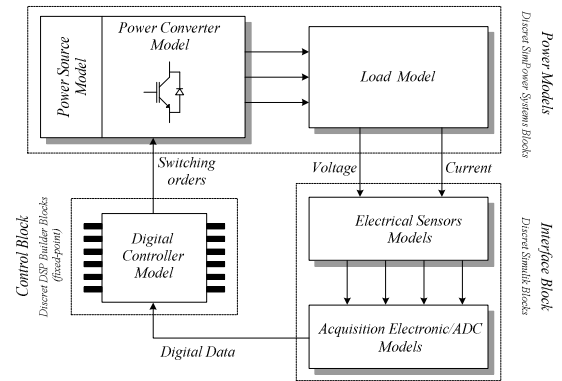 Power Source
Model
Power Converter
Model
Load Model
Power Models
Discret SimPower Systems Blocks
Switching
orders
Voltage
Current
Control Block
Discret DSP Builder Blocks
(fixed-point)
Digital
Controller
Model
Electrical Sensors
Models
Interface Block
Discret Simulik Blocks
Acquisition Electronic/ADC
Models
Digital Data